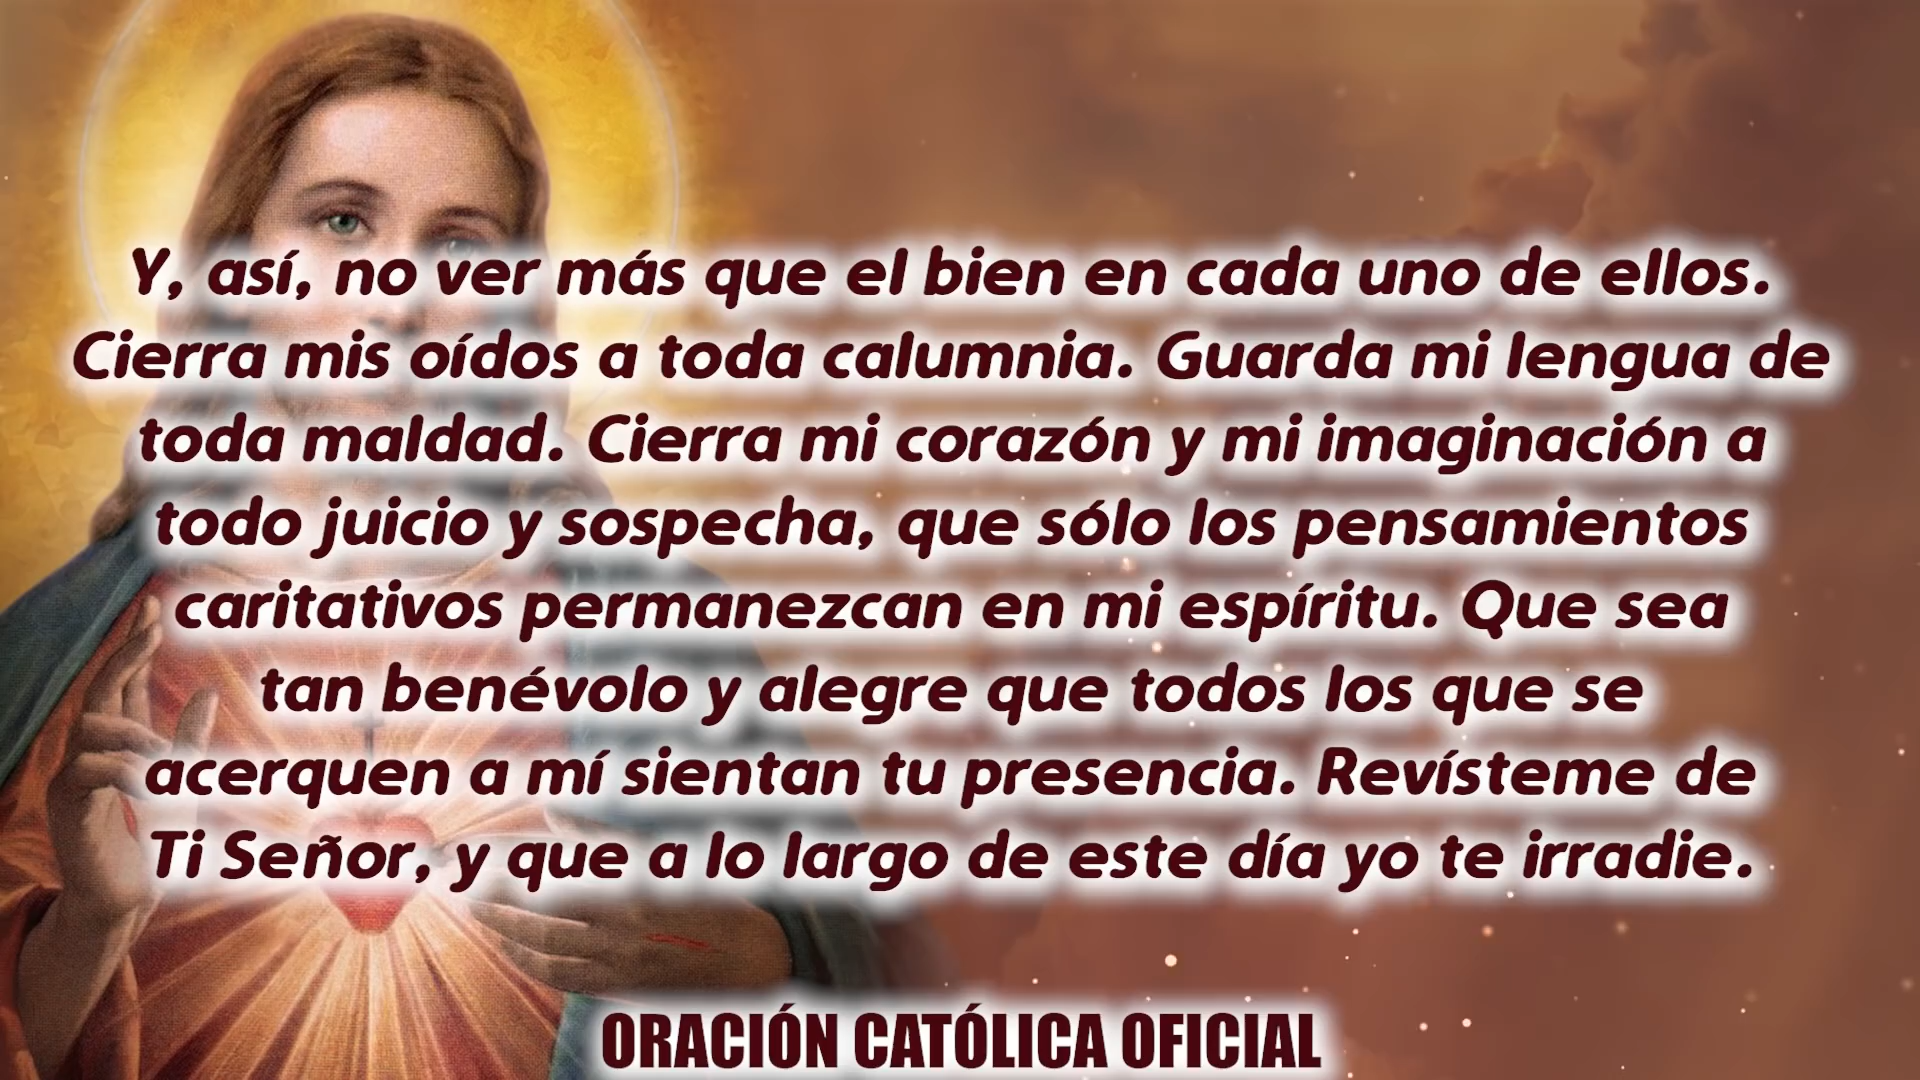 Y, así, no ver más que el bien en cada uno de ellos.
Cierra mis oídos a toda calumnia. Guarda mi lengua de
toda maldad. Cierra mi corazón y mi imaginación a
todo juicio y sospecha, que sólo los pensamientos
caritativos permanezcan en mi espíritu. Que sea
tan benévolo y alegre que todos los que se
acerquen a mí sientan tu presencia. Revísteme de
Ti Señor, y que a lo largo de este día yo te irradie.
ORACIÓN CATÓLICA OFICIAL